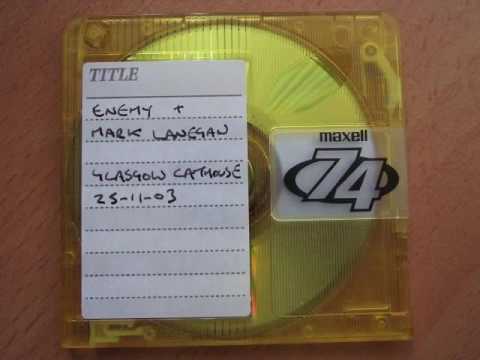 TITLE
ENEMY +
MARK LANEGAN
GLASGOW CATHOUSE
25-11-03
maxell
74